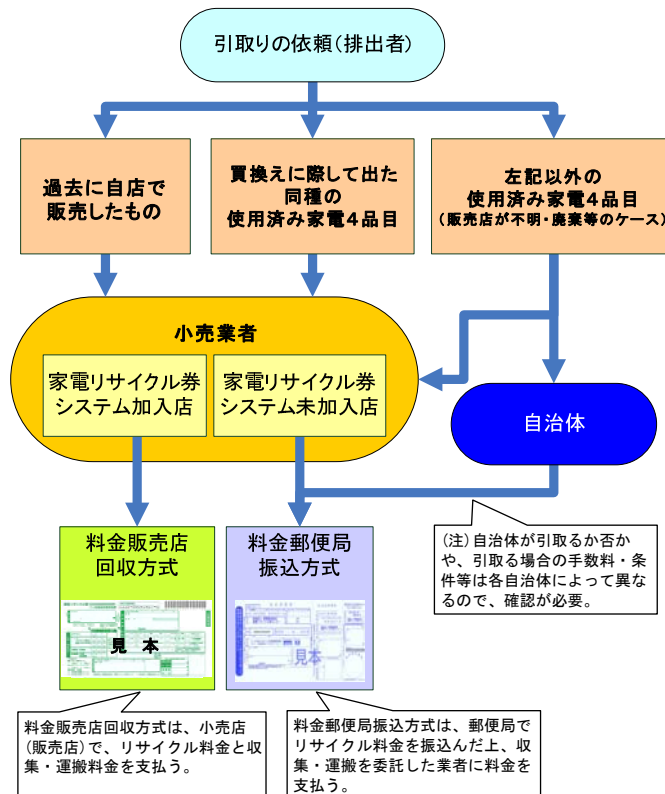 引取りの依頼(排出者)
過去に自店で
販売したもの
買換えに際して出た
同種の
使用済み家電4品目
左記以外の
使用済み家電4品目
(販売店が不明・廃棄等のケース)
小売業者
家電リサイクル券
システム加入店
家電リサイクル券
システム未加入店
自治体
料金販売店
回収方式
見本
料金郵便局
振込方式
見本
(注)自治体が引取るか否か
や、引取る場合の手数料・条
件等は各自治体によって異な
るので、確認が必要。
料金販売店回収方式は、小売店
(販売店)で、リサイクル料金と収
集・運搬料金を支払う。
料金郵便局振込方式は、郵便局で
リサイクル料金を振込んだ上、収
集・運搬を委託した業者に料金を
支払う。